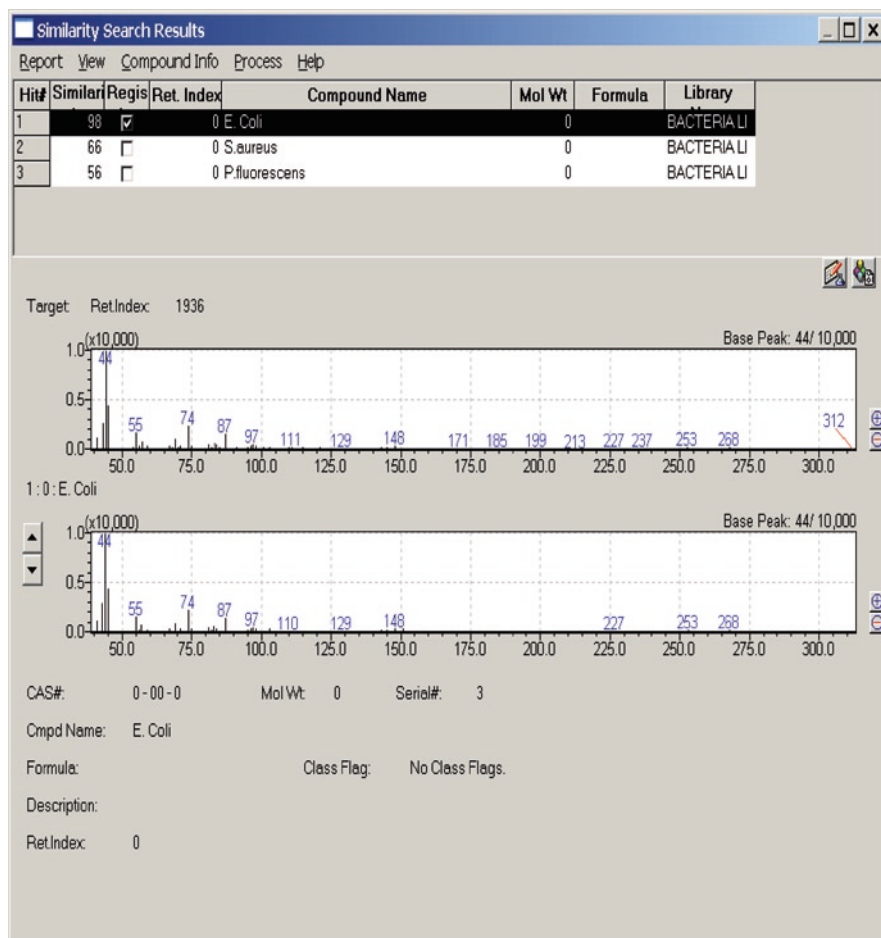 Similarity Search Results
Report View Compound Info Process Help
Hit# Similari Regis Ret. Index Compound Name Mol Wt Formula Library
1 98 0 E. Coli 0 BACTERIA LI
2 66 0 S.aureus 0 BACTERIA LI
3 56 0 P.fluorescens 0 BACTERIA LI
Target: Ret.Index: 1936
(x10,000) Base Peak: 44/ 10,000
1.0
44
0.5
55 74 87 97 111 129 148 171 185 199 213 227 237 253 268 312
0.0
50.0 75.0 100.0 125.0 150.0 175.0 200.0 225.0 250.0 275.0 300.0
1 : 0 : E. Coli
(x10,000) Base Peak: 44/ 10,000
1.0
44
0.5
55 74 87 97 110 129 148 227 253 268
0.0
50.0 75.0 100.0 125.0 150.0 175.0 200.0 225.0 250.0 275.0 300.0
CAS#: 0 - 00 - 0 Mol Wt: 0 Serial#: 3
Cmpd Name: E. Coli
Formula: Class Flag: No Class Flags.
Description:
Ret.Index: 0